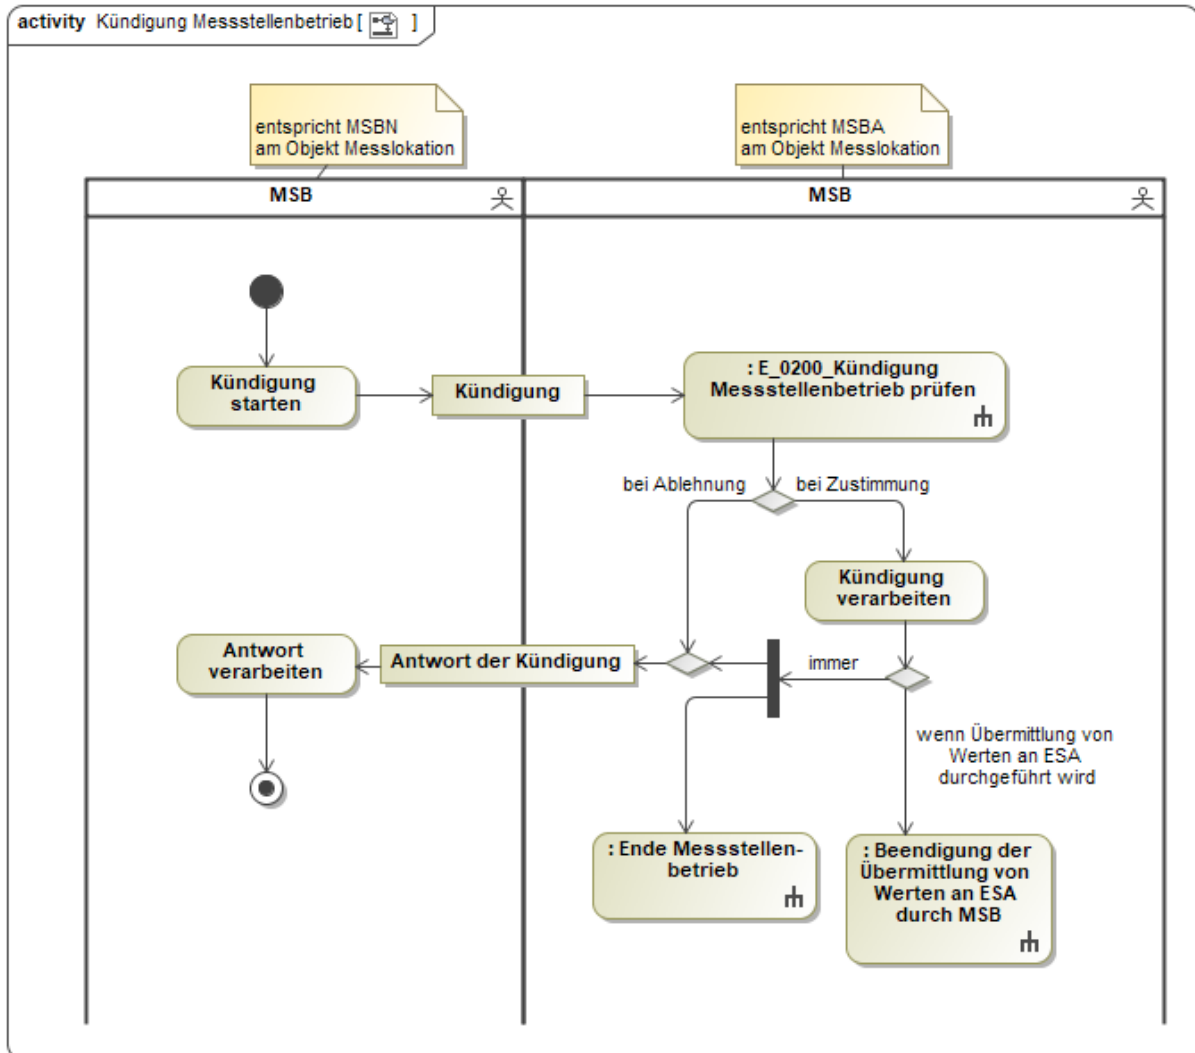 activity Kündigung Messstellenbetrieb [ ]
entspricht MSBN
am Objekt Messlokation
entspricht MSBA
am Objekt Messlokation
MSB
MSB
Kündigung
starten
Kündigung
: E_0200_Kündigung
Messstellenbetrieb prüfen
bei Ablehnung
bei Zustimmung
Kündigung
verarbeiten
Antwort
verarbeiten
Antwort der Kündigung
immer
wenn Übermittlung von
Werten an ESA
durchgeführt wird
: Ende Messstellen-
betrieb
: Beendigung der
Übermittlung von
Werten an ESA
durch MSB